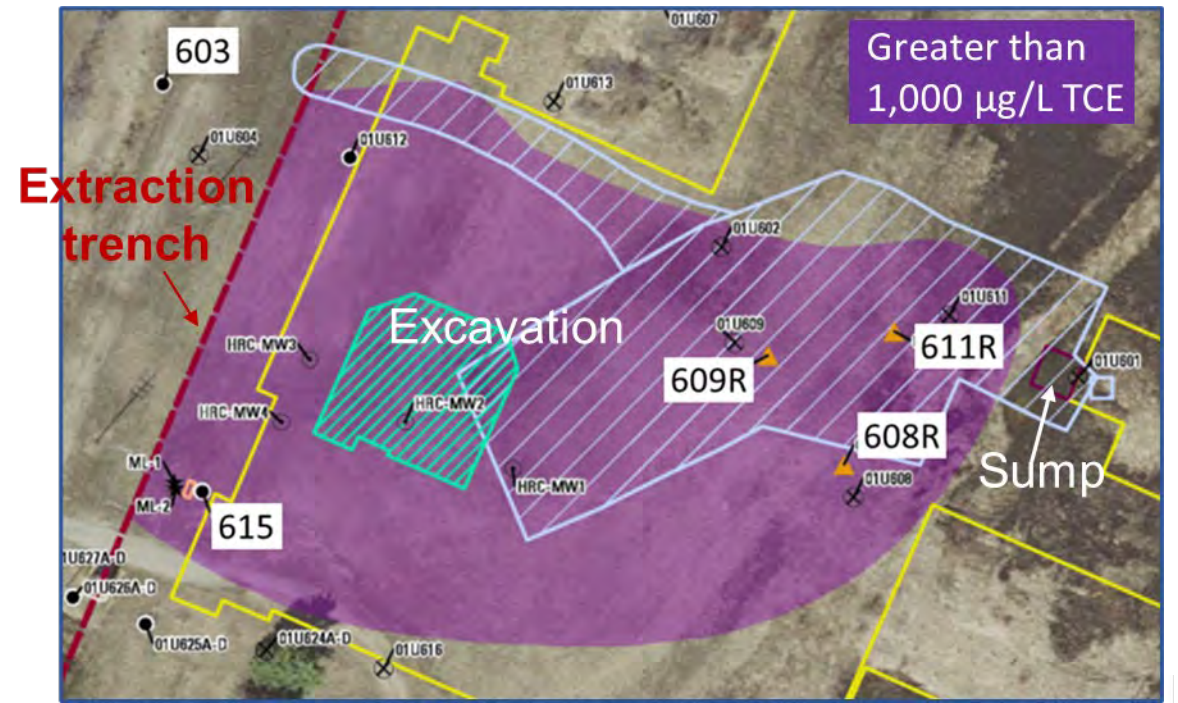 01U607
603
Greater than
1,000 µg/L TCE
01U613
01U604
01U612
Extraction
trench
01U602
01U611
Excavation
01U609
HRC-MW3
611R
01U601
609R
HRC-MW2
HRC-MW4
608R
ML-1
Sump
01U608
HRC-MW1
ML-2
615
1U627A-D
01U626A-D
01U625A-D
01U624A-D
01U616